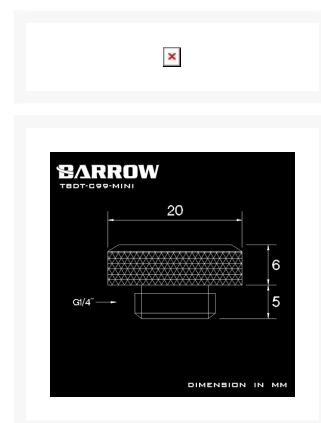 BARROW
TBDT-C99-MINI
20
6
G1/4"
5
DIMENSION IN MM